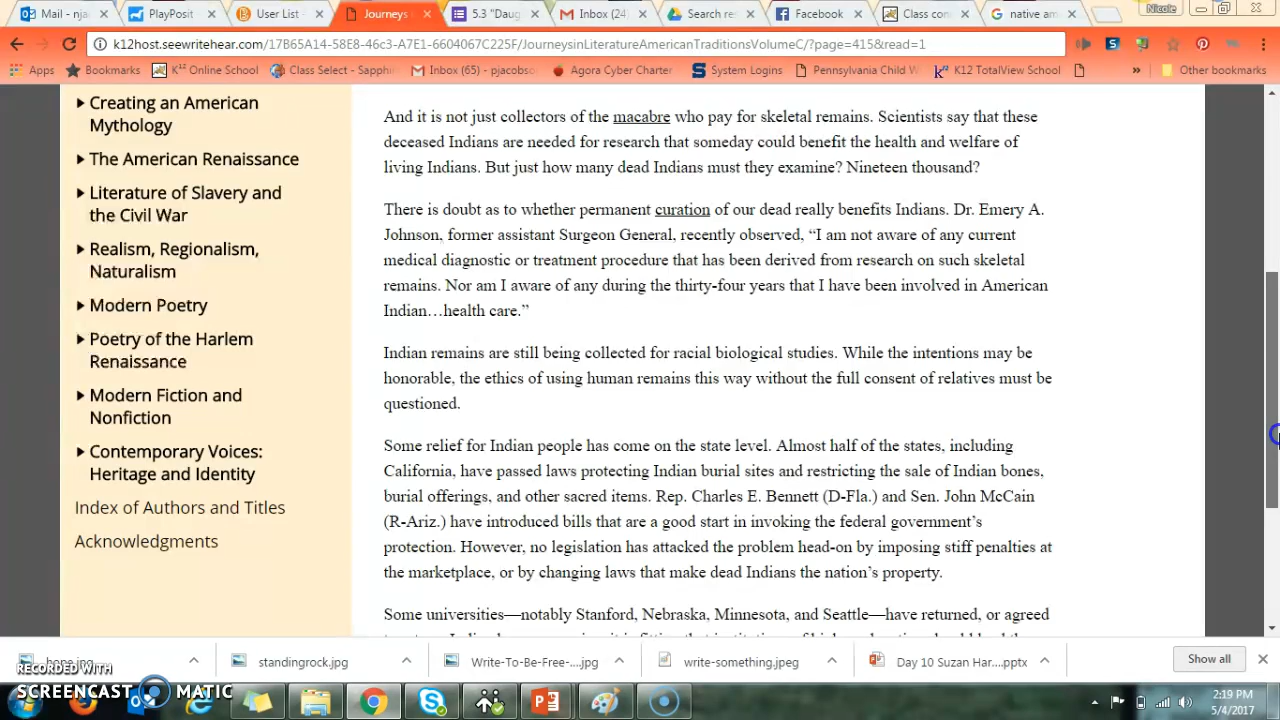 Mail - nja
PlayPosit
User List
Journeys
5.3 "Daug
Inbox (24)
Search re
Facebook
Class con
native am
Nicole
k12host.seewritehear.com/17B65A14-58E8-46c3-A7E1-6604067C225F/JourneysinLiteratureAmericanTraditionsVolumeC/?page=415&read=1
Apps
Bookmarks
K¹² Online School
Class Select - Sapphi
Inbox (65) - pjacobso
Agora Cyber Charter
System Logins
Pennsylvania Child W
K12 TotalView School
»
Other bookmarks
Creating an American
Mythology
The American Renaissance
Literature of Slavery and
the Civil War
Realism, Regionalism,
Naturalism
Modern Poetry
Poetry of the Harlem
Renaissance
Modern Fiction and
Nonfiction
Contemporary Voices:
Heritage and Identity
Index of Authors and Titles
Acknowledgments
And it is not just collectors of the macabre who pay for skeletal remains. Scientists say that these
deceased Indians are needed for research that someday could benefit the health and welfare of
living Indians. But just how many dead Indians must they examine? Nineteen thousand?
There is doubt as to whether permanent curation of our dead really benefits Indians. Dr. Emery A.
Johnson, former assistant Surgeon General, recently observed, “I am not aware of any current
medical diagnostic or treatment procedure that has been derived from research on such skeletal
remains. Nor am I aware of any during the thirty-four years that I have been involved in American
Indian…health care.”
Indian remains are still being collected for racial biological studies. While the intentions may be
honorable, the ethics of using human remains this way without the full consent of relatives must be
questioned.
Some relief for Indian people has come on the state level. Almost half of the states, including
California, have passed laws protecting Indian burial sites and restricting the sale of Indian bones,
burial offerings, and other sacred items. Rep. Charles E. Bennett (D-Fla.) and Sen. John McCain
(R-Ariz.) have introduced bills that are a good start in invoking the federal government’s
protection. However, no legislation has attacked the problem head-on by imposing stiff penalties at
the marketplace, or by changing laws that make dead Indians the nation’s property.
Some universities—notably Stanford, Nebraska, Minnesota, and Seattle—have returned, or agreed
standingrock.jpg
Write-To-Be-Free-....jpg
write-something.jpeg
Day 10 Suzan Har....pptx
Show all
RECORDED WITH
SCREENCAST MATIC
2:19 PM
5/4/2017